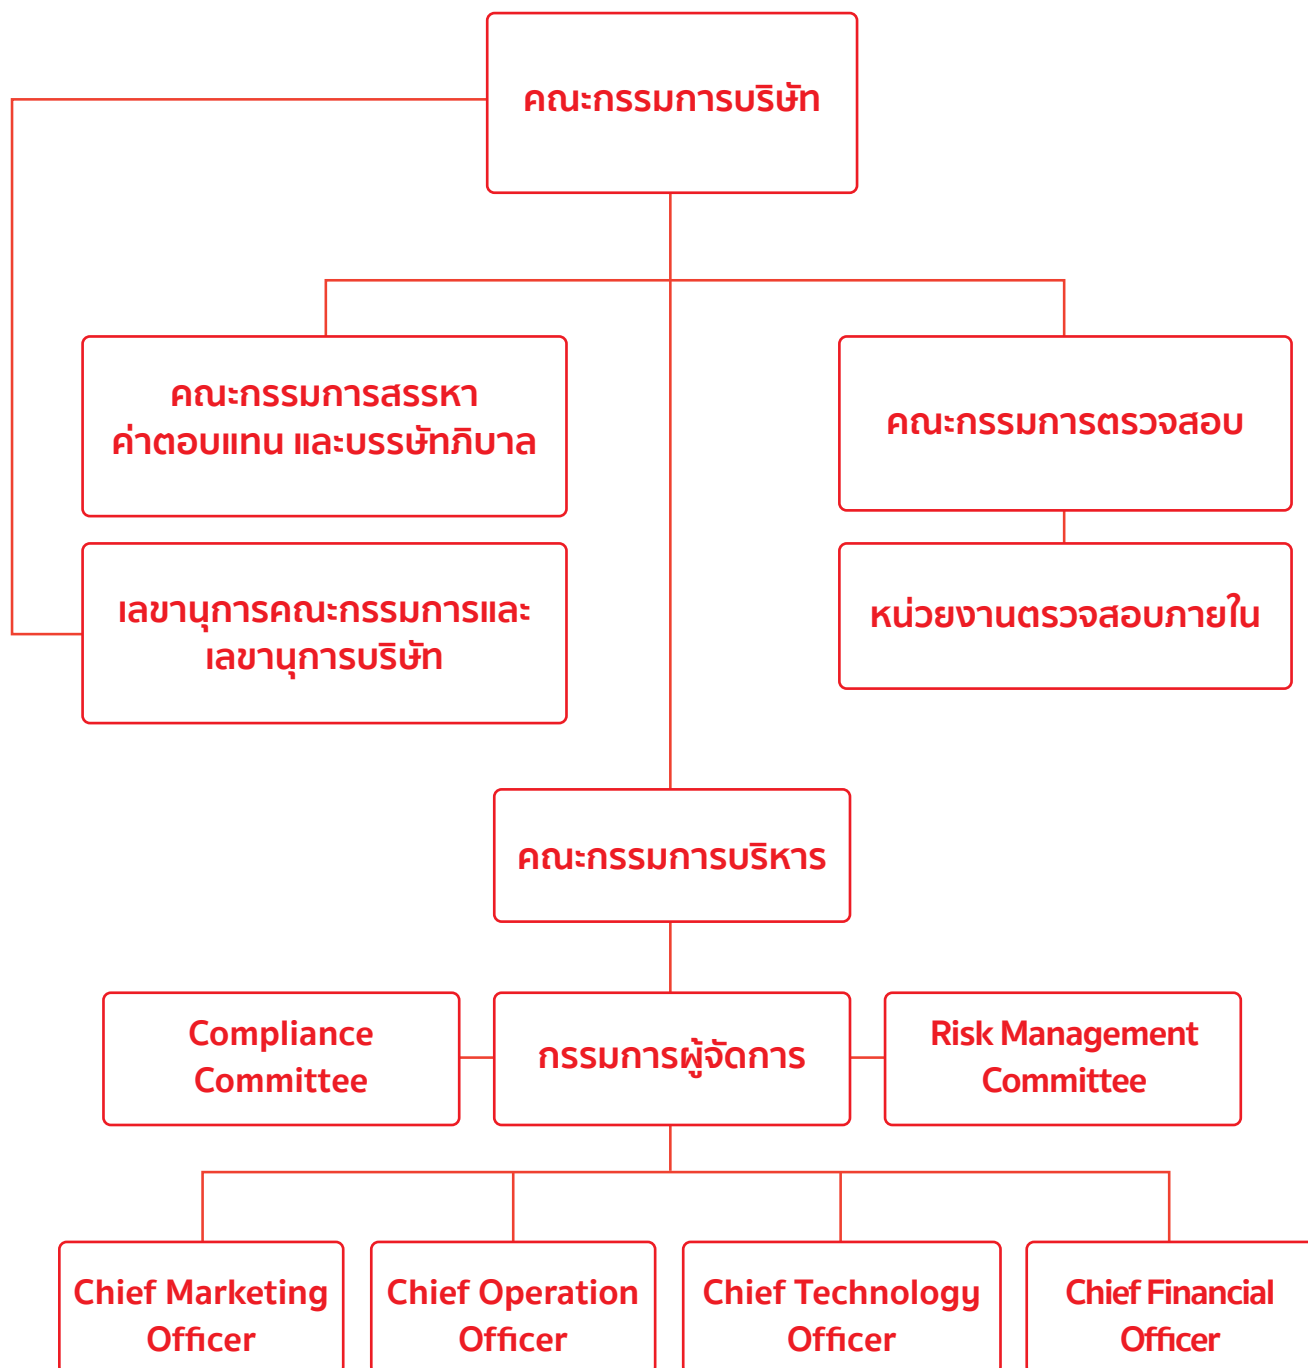 คณะกรรมการบริษัท
คณะกรรมการสรรหา
ค่าตอบแทน และบรรษัทภิบาล
คณะกรรมการตรวจสอบ
เลขานุการคณะกรรมการและ
เลขานุการบริษัท
หน่วยงานตรวจสอบภายใน
คณะกรรมการบริหาร
Compliance
Committee
กรรมการผู้จัดการ
Risk Management
Committee
Chief Marketing
Officer
Chief Operation
Officer
Chief Technology
Officer
Chief Financial
Officer